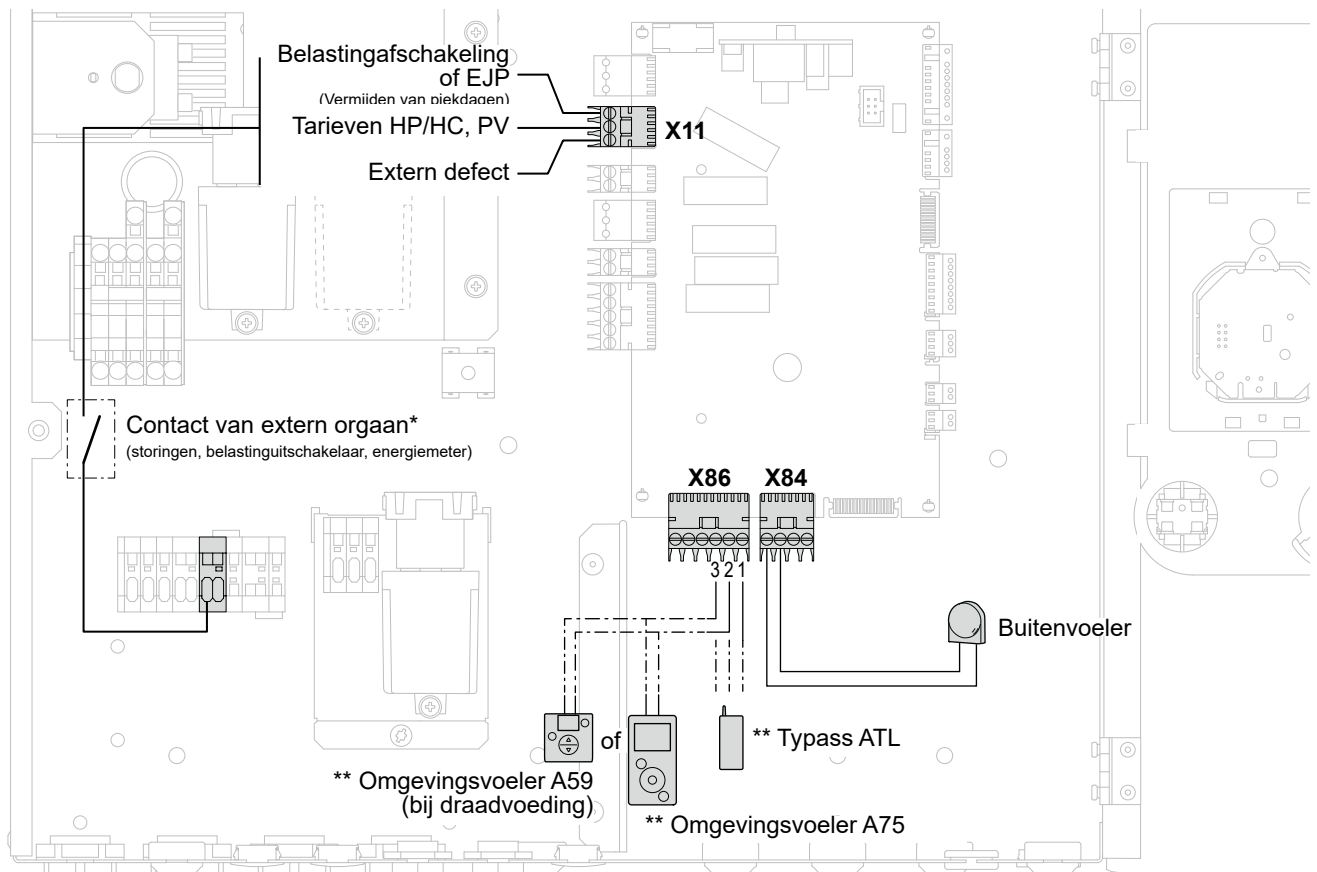 Belastingafschakeling
of EJP
(Vermijden van piekdagen)
Tarieven HP/HC, PV
X11
Extern defect
Contact van extern orgaan*
(storingen, belastinguitschakelaar, energiemeter)
X86 X84
3 2 1
Buitenvoeler
of
** Typass ATL
** Omgevingsvoeler A59
(bij draadvoeding)
** Omgevingsvoeler A75